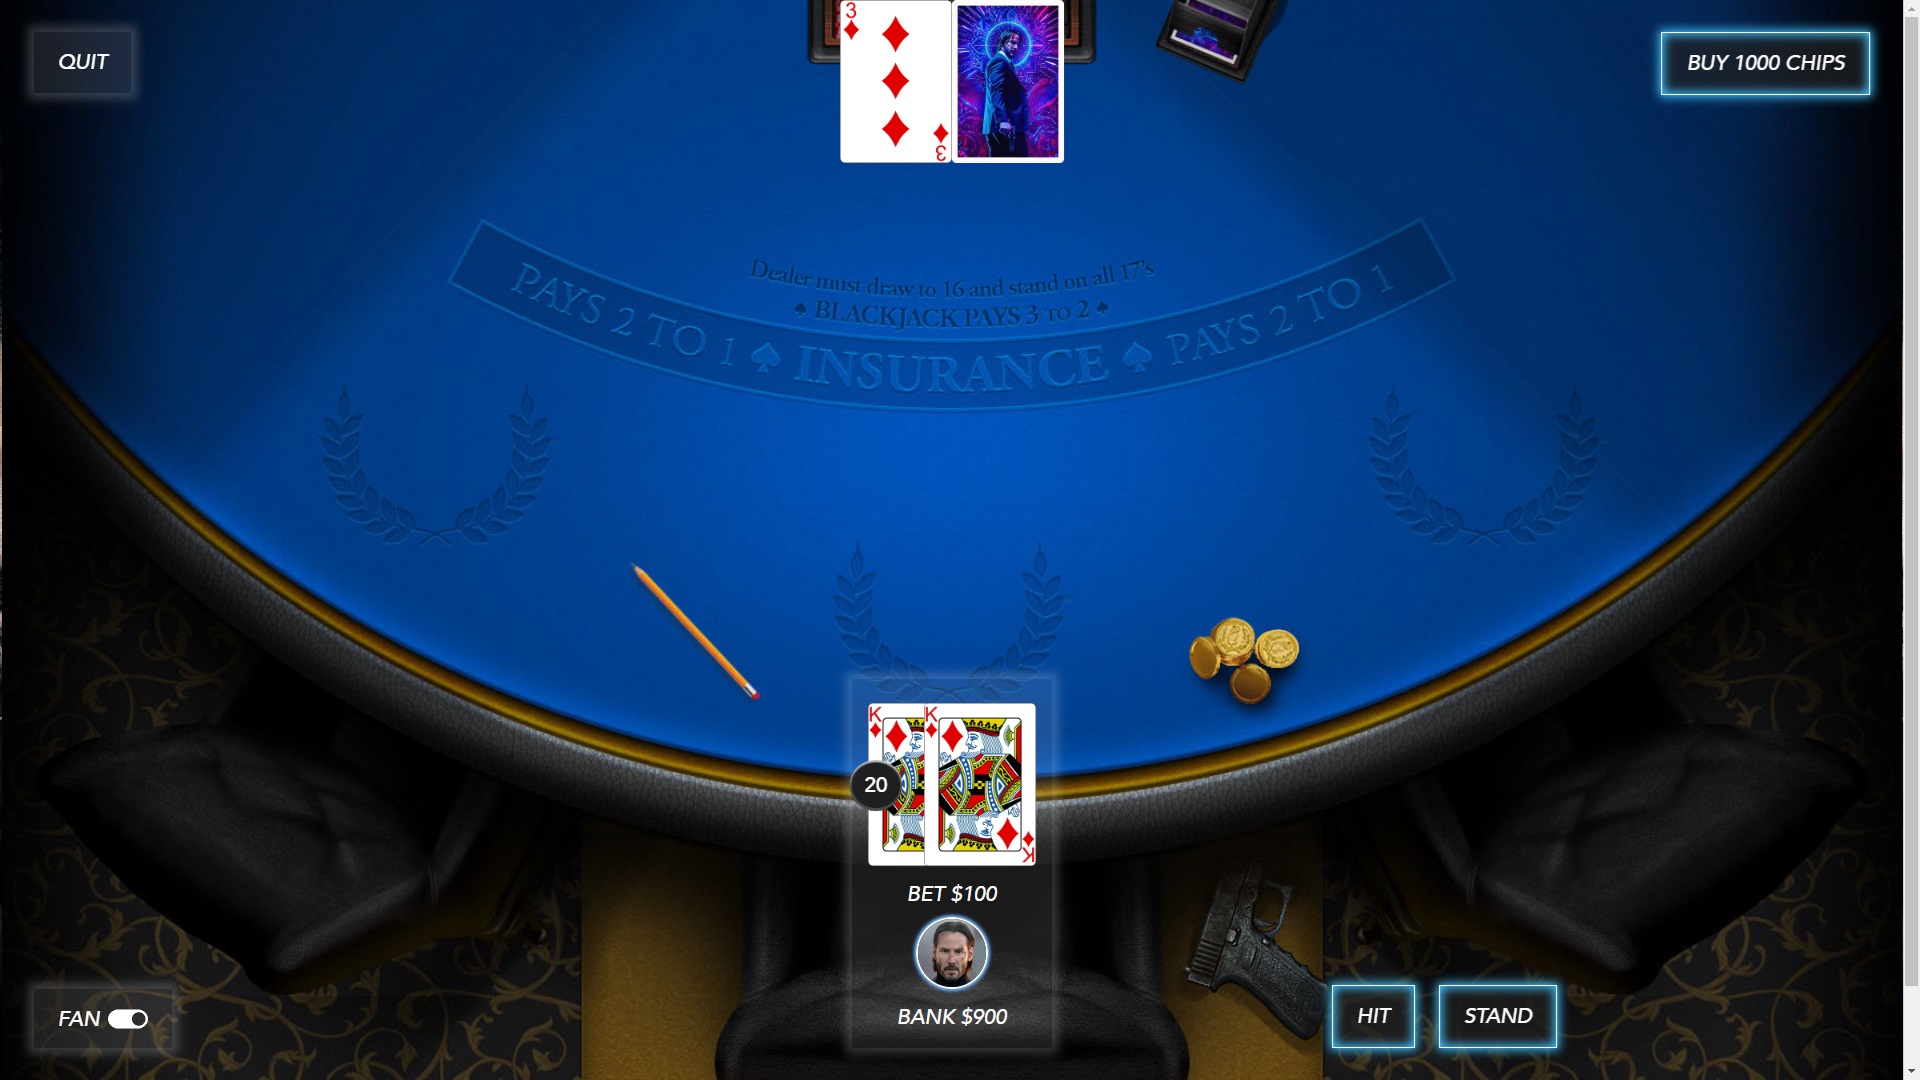 QUIT
3
3
BUY 1000 CHIPS
Dealer must draw to 16 and stand on all 17's
♠ BLACKJACK PAYS 3 TO 2 ♠
PAYS 2 TO 1 ♠ INSURANCE ♠ PAYS 2 TO 1
K
K
20
K
BET $100
BANK $900
FAN
HIT
STAND